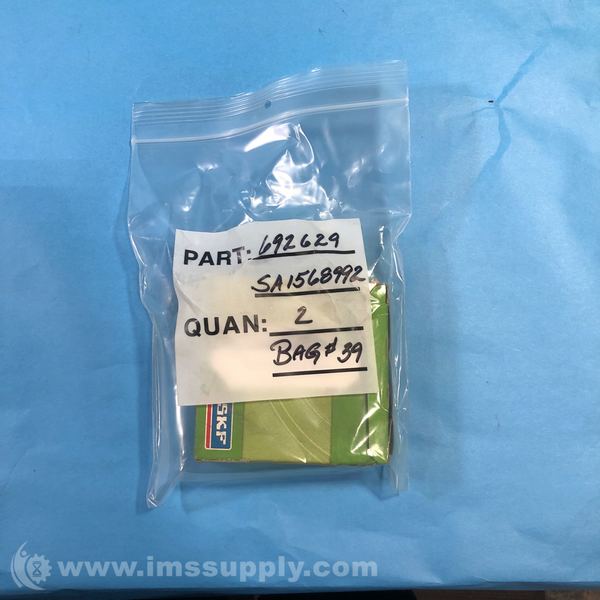 PART: 692629
SA1568992
QUAN: 2
BAG# 39
SKF
www.imssupply.com